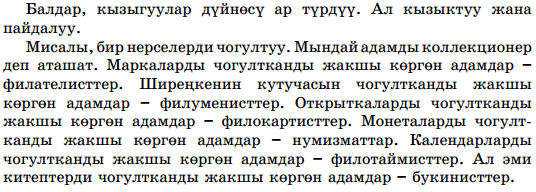 Балдар, кызыгуулар дүйнөсү ар түрдүү. Ал кызыктуу жана
пайдалуу.
Мисалы, бир нерселерди чогултуу. Мындай адамды коллекционер
деп аташат. Маркаларды чогултканды жакшы көргөн адамдар –
филателисттер. Ширеңкенин кутучасын чогултканды жакшы
көргөн адамдар – филуменисттер. Открыткаларды чогултканды
жакшы көргөн адамдар – филокартисттер. Монеталарды чогулт-
канды жакшы көргөн адамдар – нумизматтар. Календарларды
чогултканды жакшы көргөн адамдар – филотаймисттер. Ал эми
китептерди чогултканды жакшы көргөн адамдар – букинисттер.